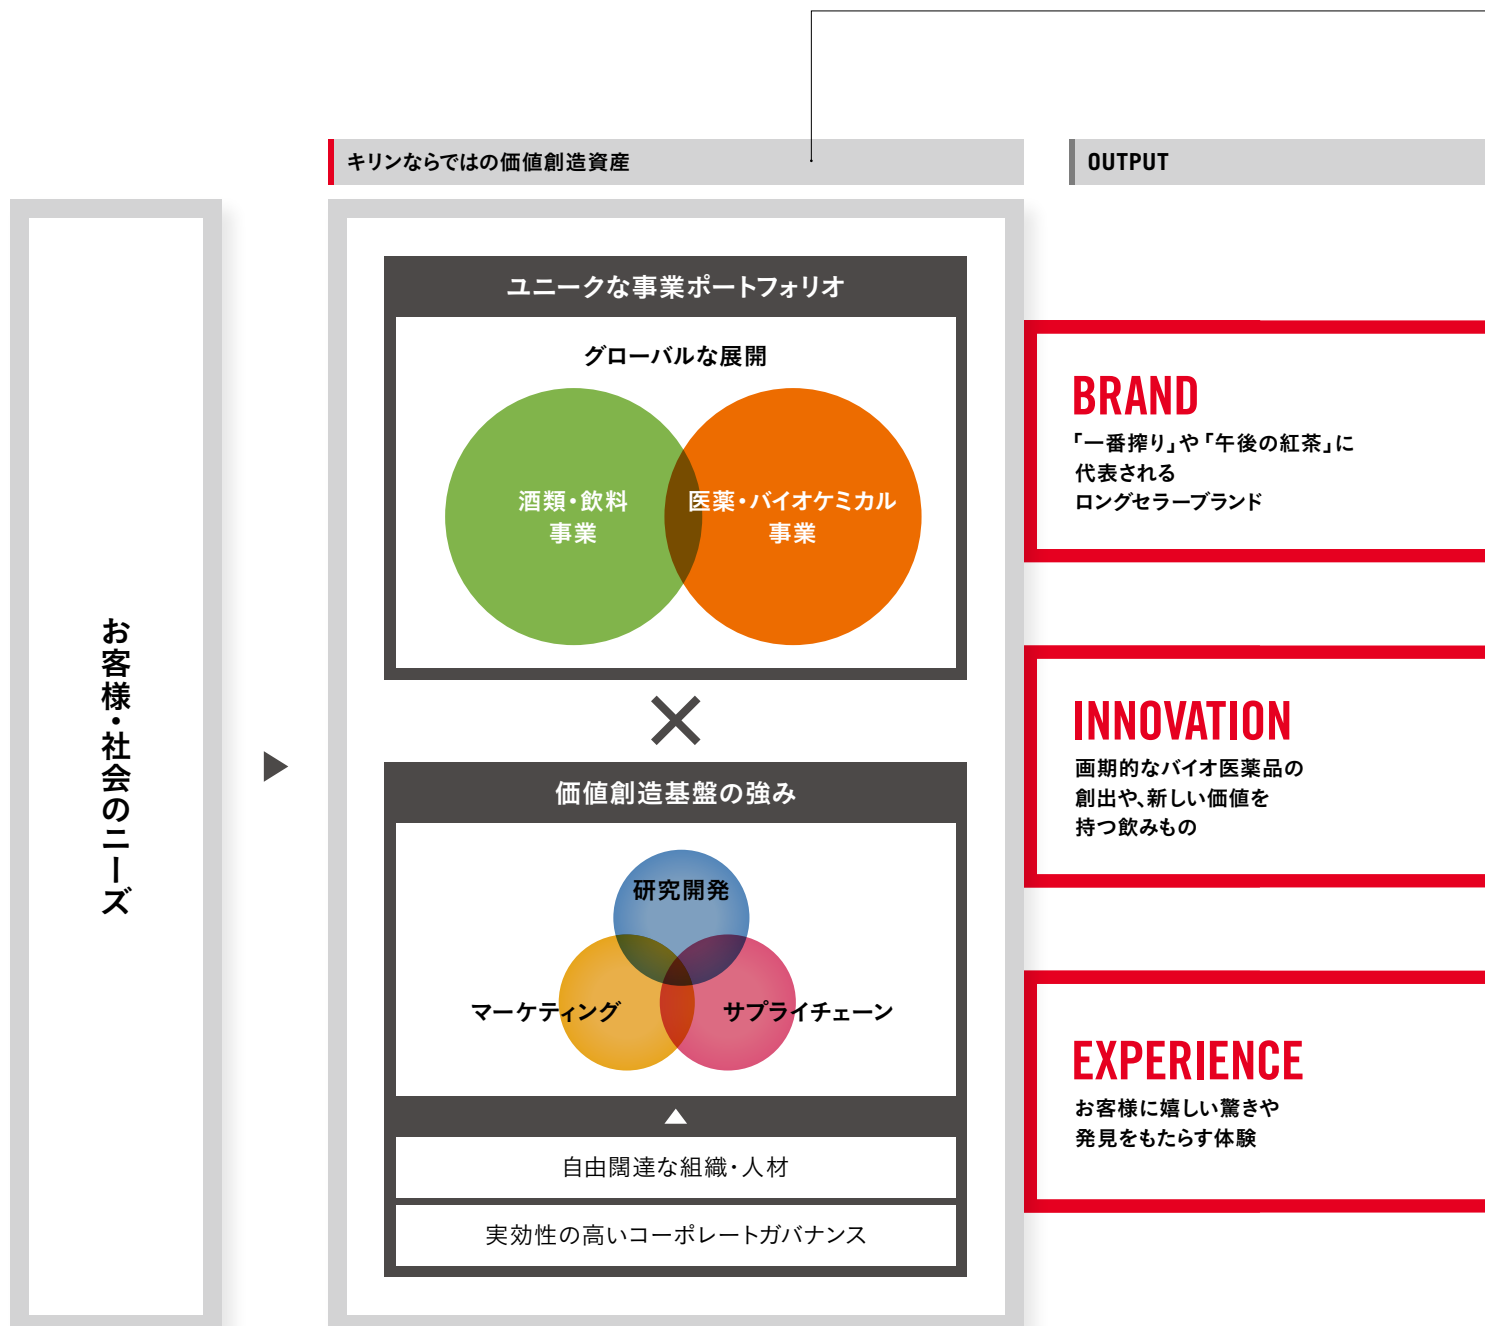 キリンならではの価値創造資産
OUTPUT
お客様・社会のニーズ
ユニークな事業ポートフォリオ
グローバルな展開
酒類・飲料
事業
医薬・バイオケミカル
事業
価値創造基盤の強み
研究開発
マーケティング
サプライチェーン
自由闊達な組織・人材
実効性の高いコーポレートガバナンス
BRAND
「一番搾り」や「午後の紅茶」に
代表される
ロングセラーブランド
INNOVATION
画期的なバイオ医薬品の
創出や、新しい価値を
持つ飲みもの
EXPERIENCE
お客様に嬉しい驚きや
発見をもたらす体験